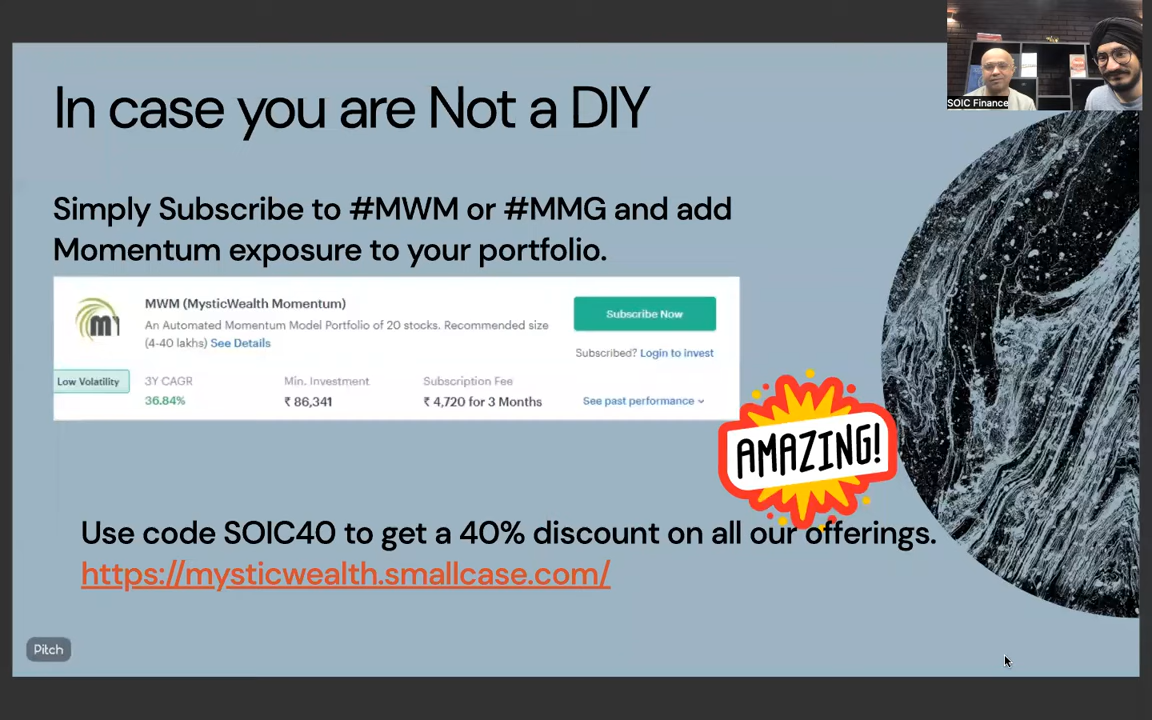 SOIC Finance
In case you are Not a DIY
Simply Subscribe to #MWM or #MMG and add
Momentum exposure to your portfolio.
m
MWM (MysticWealth Momentum)
An Automated Momentum Model Portfolio of 20 stocks. Recommended size
(4-40 lakhs) See Details
Subscribe Now
Subscribed? Login to invest
Low Volatility
3Y CAGR
36.84%
Min. Investment
₹ 86,341
Subscription Fee
₹ 4,720 for 3 Months
See past performance
AMAZING!
Use code SOIC40 to get a 40% discount on all our offerings.
https://mysticwealth.smallcase.com/
Pitch